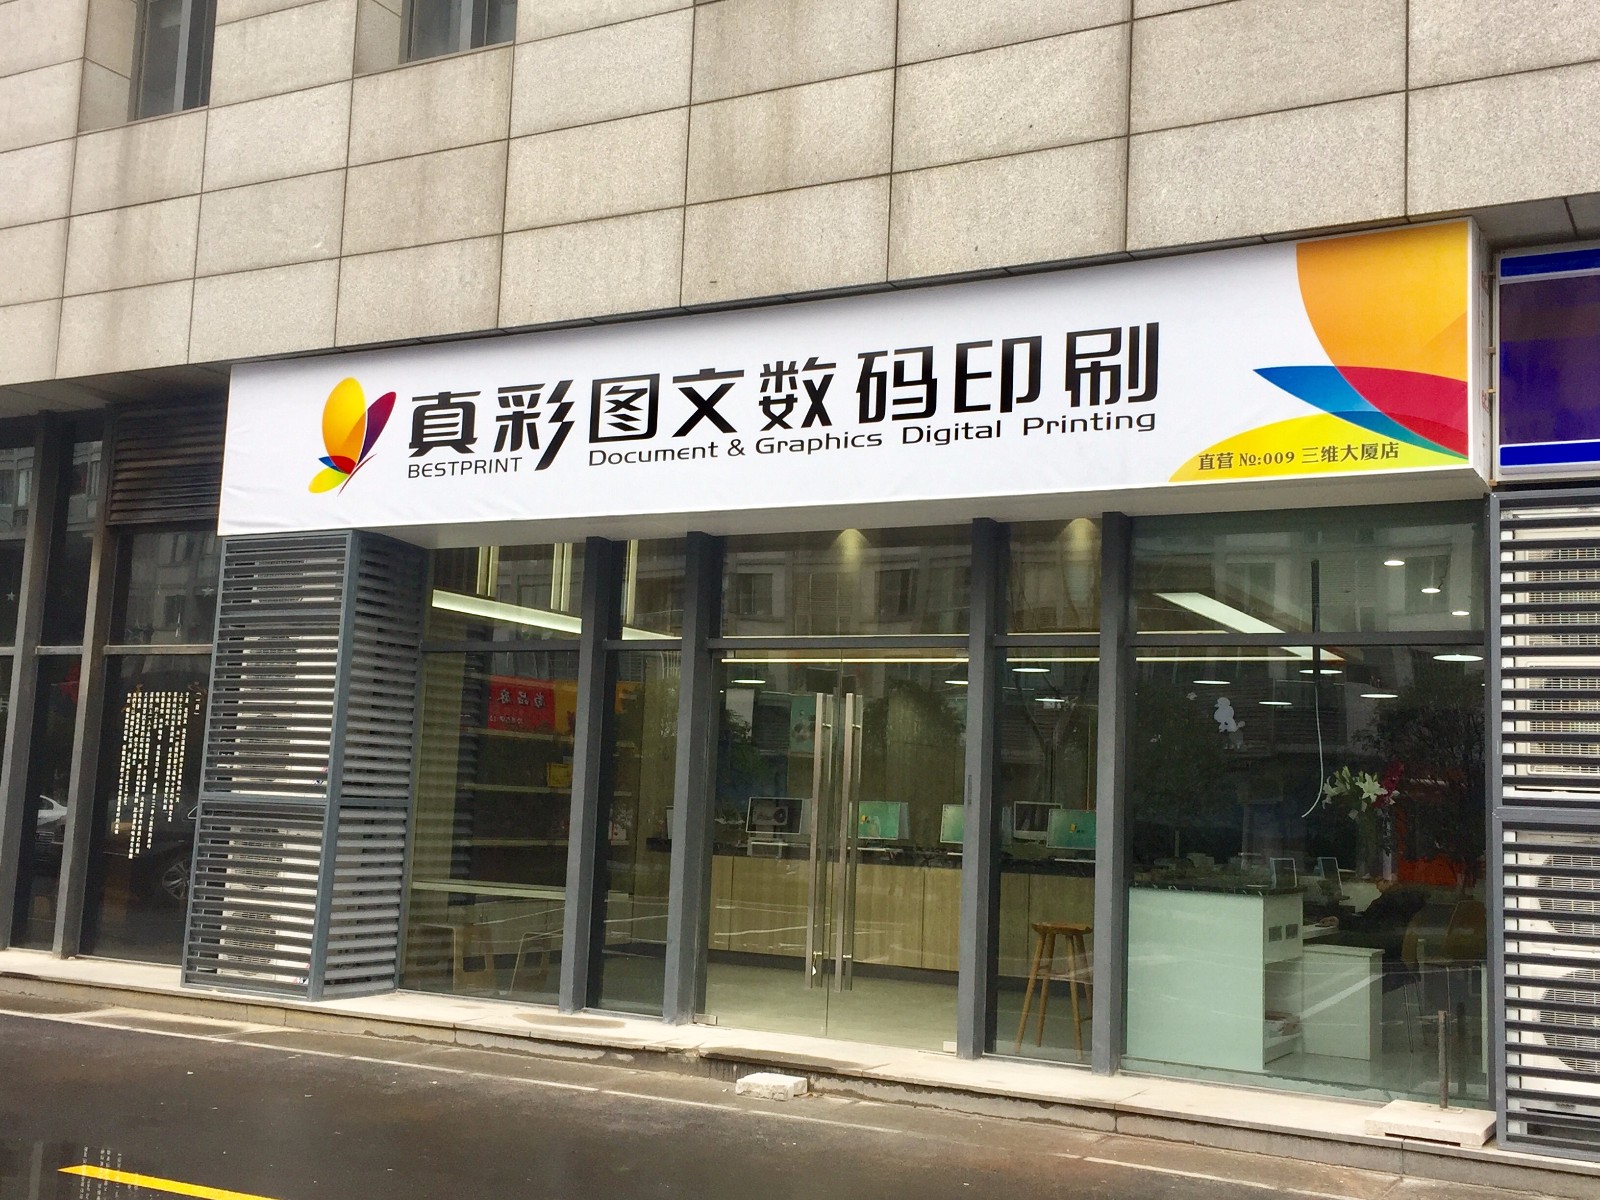 真彩图文数码印刷
BESTPRINT Document & Graphics Digital Printing
直营 №:009 三维大厦店